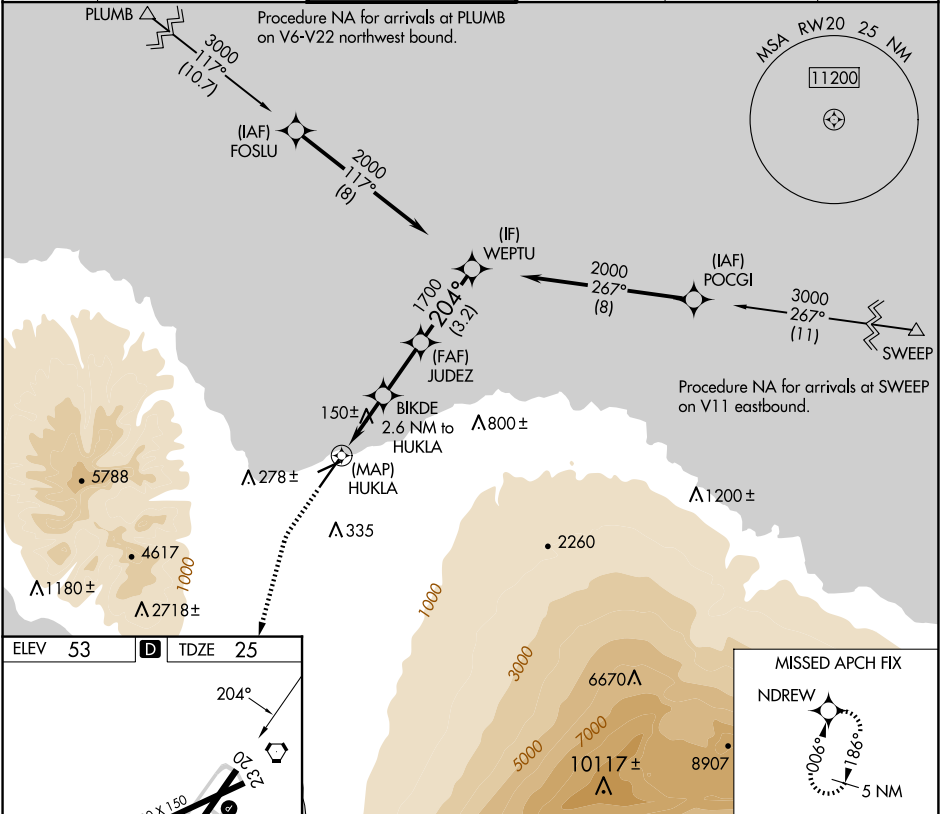 PLUMB
Procedure NA for arrivals at PLUMB
on V6-V22 northwest bound.
3000
117°
(10.7)
MSA RW20 25 NM
11200
(IAF)
FOSLU
2000
117°
(8)
(IF)
WEPTU
2000
267°
(8)
(IAF)
POCGI
3000
267°
(11)
SWEEP
1700
204°
(3.2)
(FAF)
JUDEZ
Procedure NA for arrivals at SWEEP
on V11 eastbound.
150±
BIKDE
2.6 NM to
HUKLA
800±
(MAP)
HUKLA
5788
278±
1200±
335
2260
4617
1000
1180±
2718±
1000
3000
ELEV 53
D
TDZE 25
204°
23 20
0 X 150
P
6670
7000
5000
10117±
8907
MISSED APCH FIX
NDREW
006°
186°
5 NM